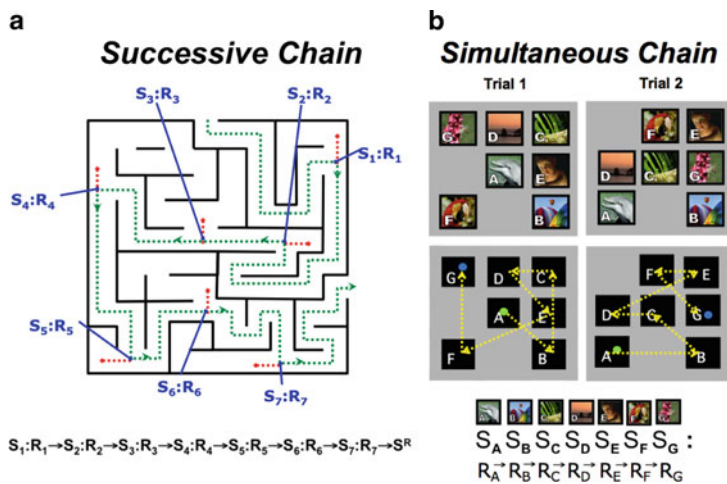 a
Successive Chain
S3:R3
S2:R2
S1:R1
S4:R4
S5:R5
S6:R6
S7:R7
S1:R1→S2:R2→S3:R3→S4:R4→S5:R5→S6:R6→S7:R7→SR
b
Simultaneous Chain
Trial 1
Trial 2
G D C
A E
F B
F E
D C G
A B
G D C
A E
F B
F E
D C G
A B
A B C D E F G
SA SB SC SD SE SF SG :
RA→RB→RC→RD→RE→RF→RG